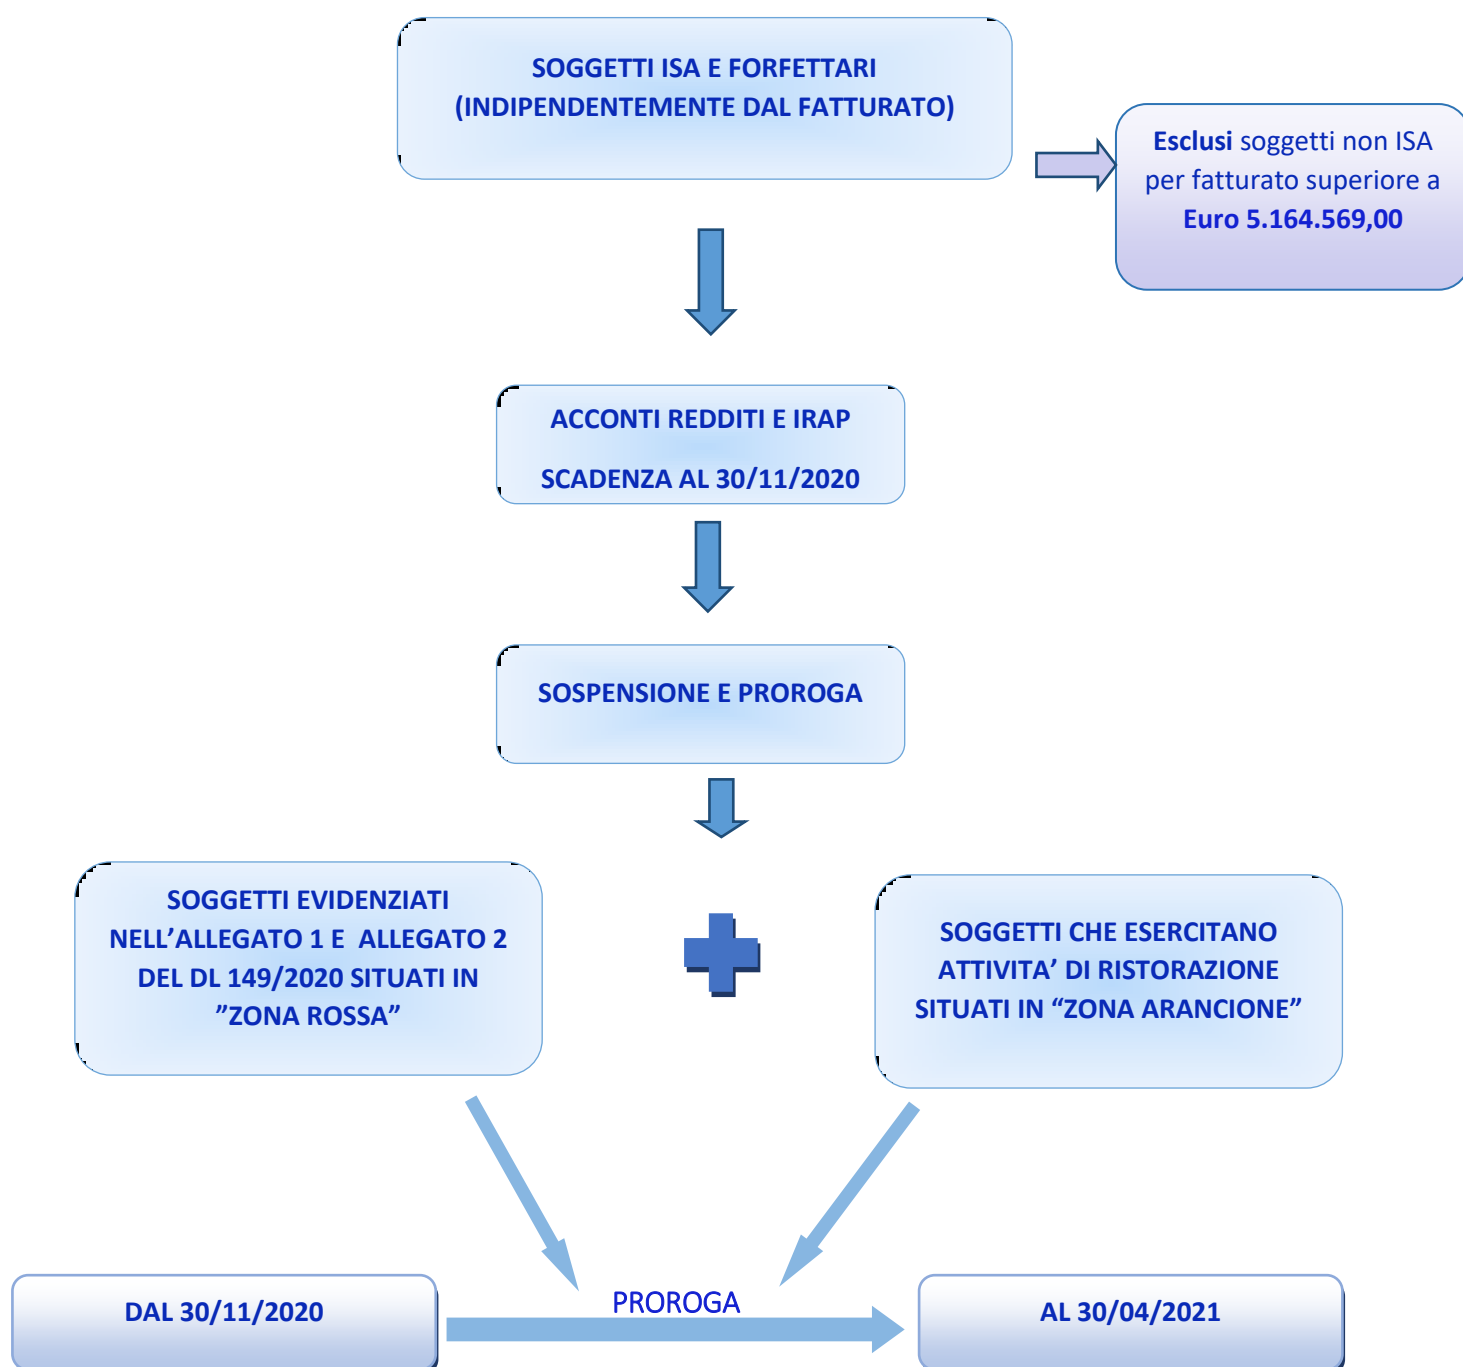 SOGGETTI ISA E FORFETTARI
(INDIPENDENTEMENTE DAL FATTURATO)
Esclusi soggetti non ISA
per fatturato superiore a
Euro 5.164.569,00
ACCONTI REDDITI E IRAP
SCADENZA AL 30/11/2020
SOSPENSIONE E PROROGA
SOGGETTI EVIDENZIATI
NELL’ALLEGATO 1 E  ALLEGATO 2
DEL DL 149/2020 SITUATI IN
”ZONA ROSSA”
SOGGETTI CHE ESERCITANO
ATTIVITA’ DI RISTORAZIONE
SITUATI IN “ZONA ARANCIONE”
DAL 30/11/2020
PROROGA
AL 30/04/2021